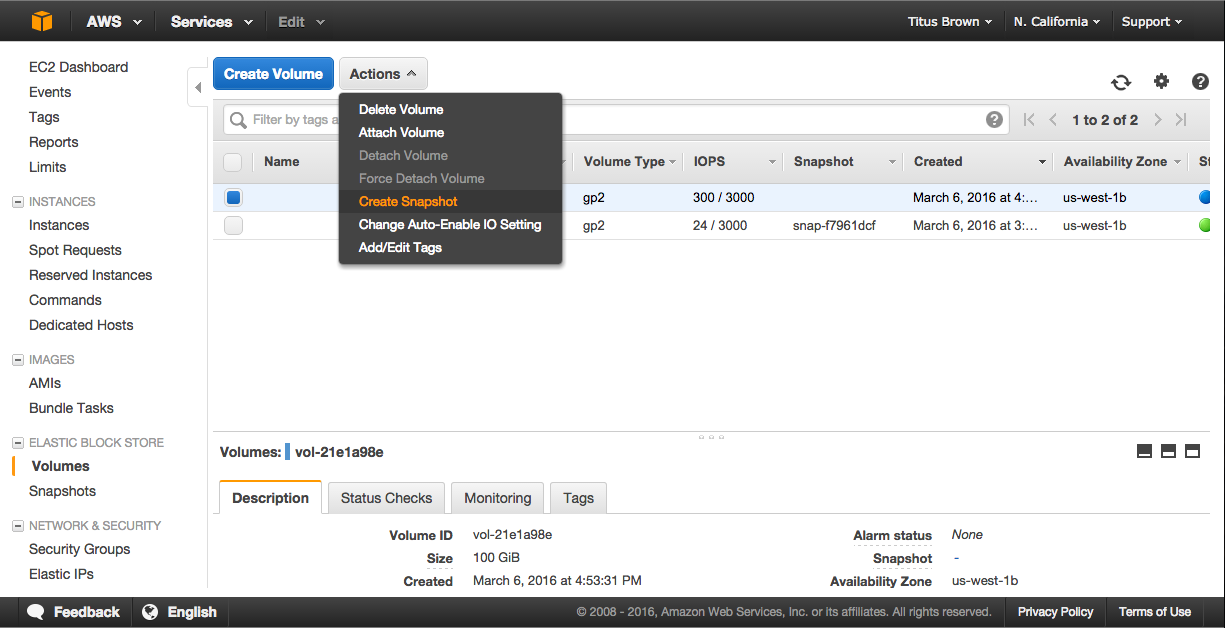 AWS Services Edit Titus Brown N. California Support
EC2 Dashboard
Events
Tags
Reports
Limits
INSTANCES
Instances
Spot Requests
Reserved Instances
Commands
Dedicated Hosts
IMAGES
AMIs
Bundle Tasks
ELASTIC BLOCK STORE
Volumes
Snapshots
NETWORK & SECURITY
Security Groups
Elastic IPs
Create Volume Actions
Delete Volume
Attach Volume
Detach Volume
Force Detach Volume
Create Snapshot
Change Auto-Enable IO Setting
Add/Edit Tags
Filter by tags a 1 to 2 of 2
Name Volume Type IOPS Snapshot Created Availability Zone St
gp2 300 / 3000 March 6, 2016 at 4:... us-west-1b
gp2 24 / 3000 snap-f7961dcf March 6, 2016 at 3:... us-west-1b
Volumes: vol-21e1a98e
Description Status Checks Monitoring Tags
Volume ID vol-21e1a98e Alarm status None
Size 100 GiB Snapshot -
Created March 6, 2016 at 4:53:31 PM Availability Zone us-west-1b
Feedback English © 2008 - 2016, Amazon Web Services, Inc. or its affiliates. All rights reserved. Privacy Policy Terms of Use